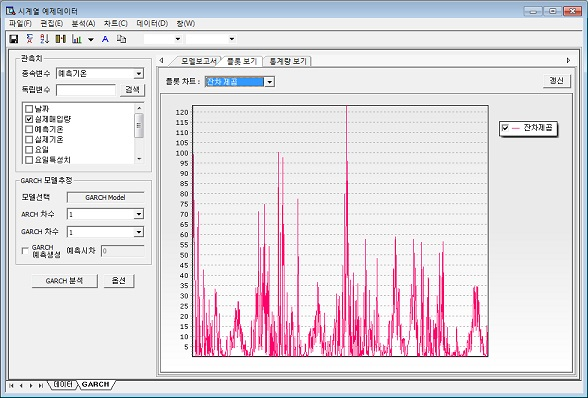 시계열 예제데이터
파일(F) 편집(E) 분석(A) 차트(C) 데이터(D) 창(W)
관측치
종속변수 예측기온
독립변수 검색
날짜
실제매입량
예측기온
실제기온
요일
요일특성치
GARCH 모델추정
모델선택 GARCH Model
ARCH 차수 1
GARCH 차수 1
GARCH 예측생성 예측시차 0
GARCH 분석 옵션
모델보고서 플롯 보기 통계량 보기
플롯 차트 : 잔차제곱 갱신
120
115
110
105
100
95
90
85
80
75
70
65
60
55
50
45
40
35
30
25
20
15
10
5
잔차제곱
데이터 GARCH